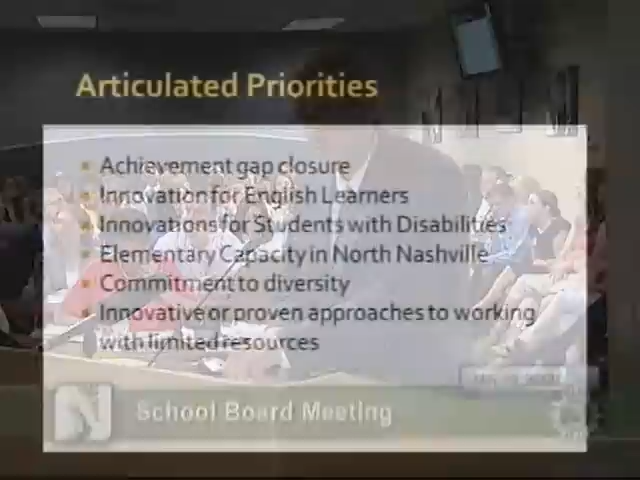 Articulated Priorities
Achievement gap closure
Innovation for English Learners
Innovations for Students with Disabilities
Elementary Capacity in North Nashville
Commitment to diversity
Innovative or proven approaches to working
with limited resources
N School Board Meeting